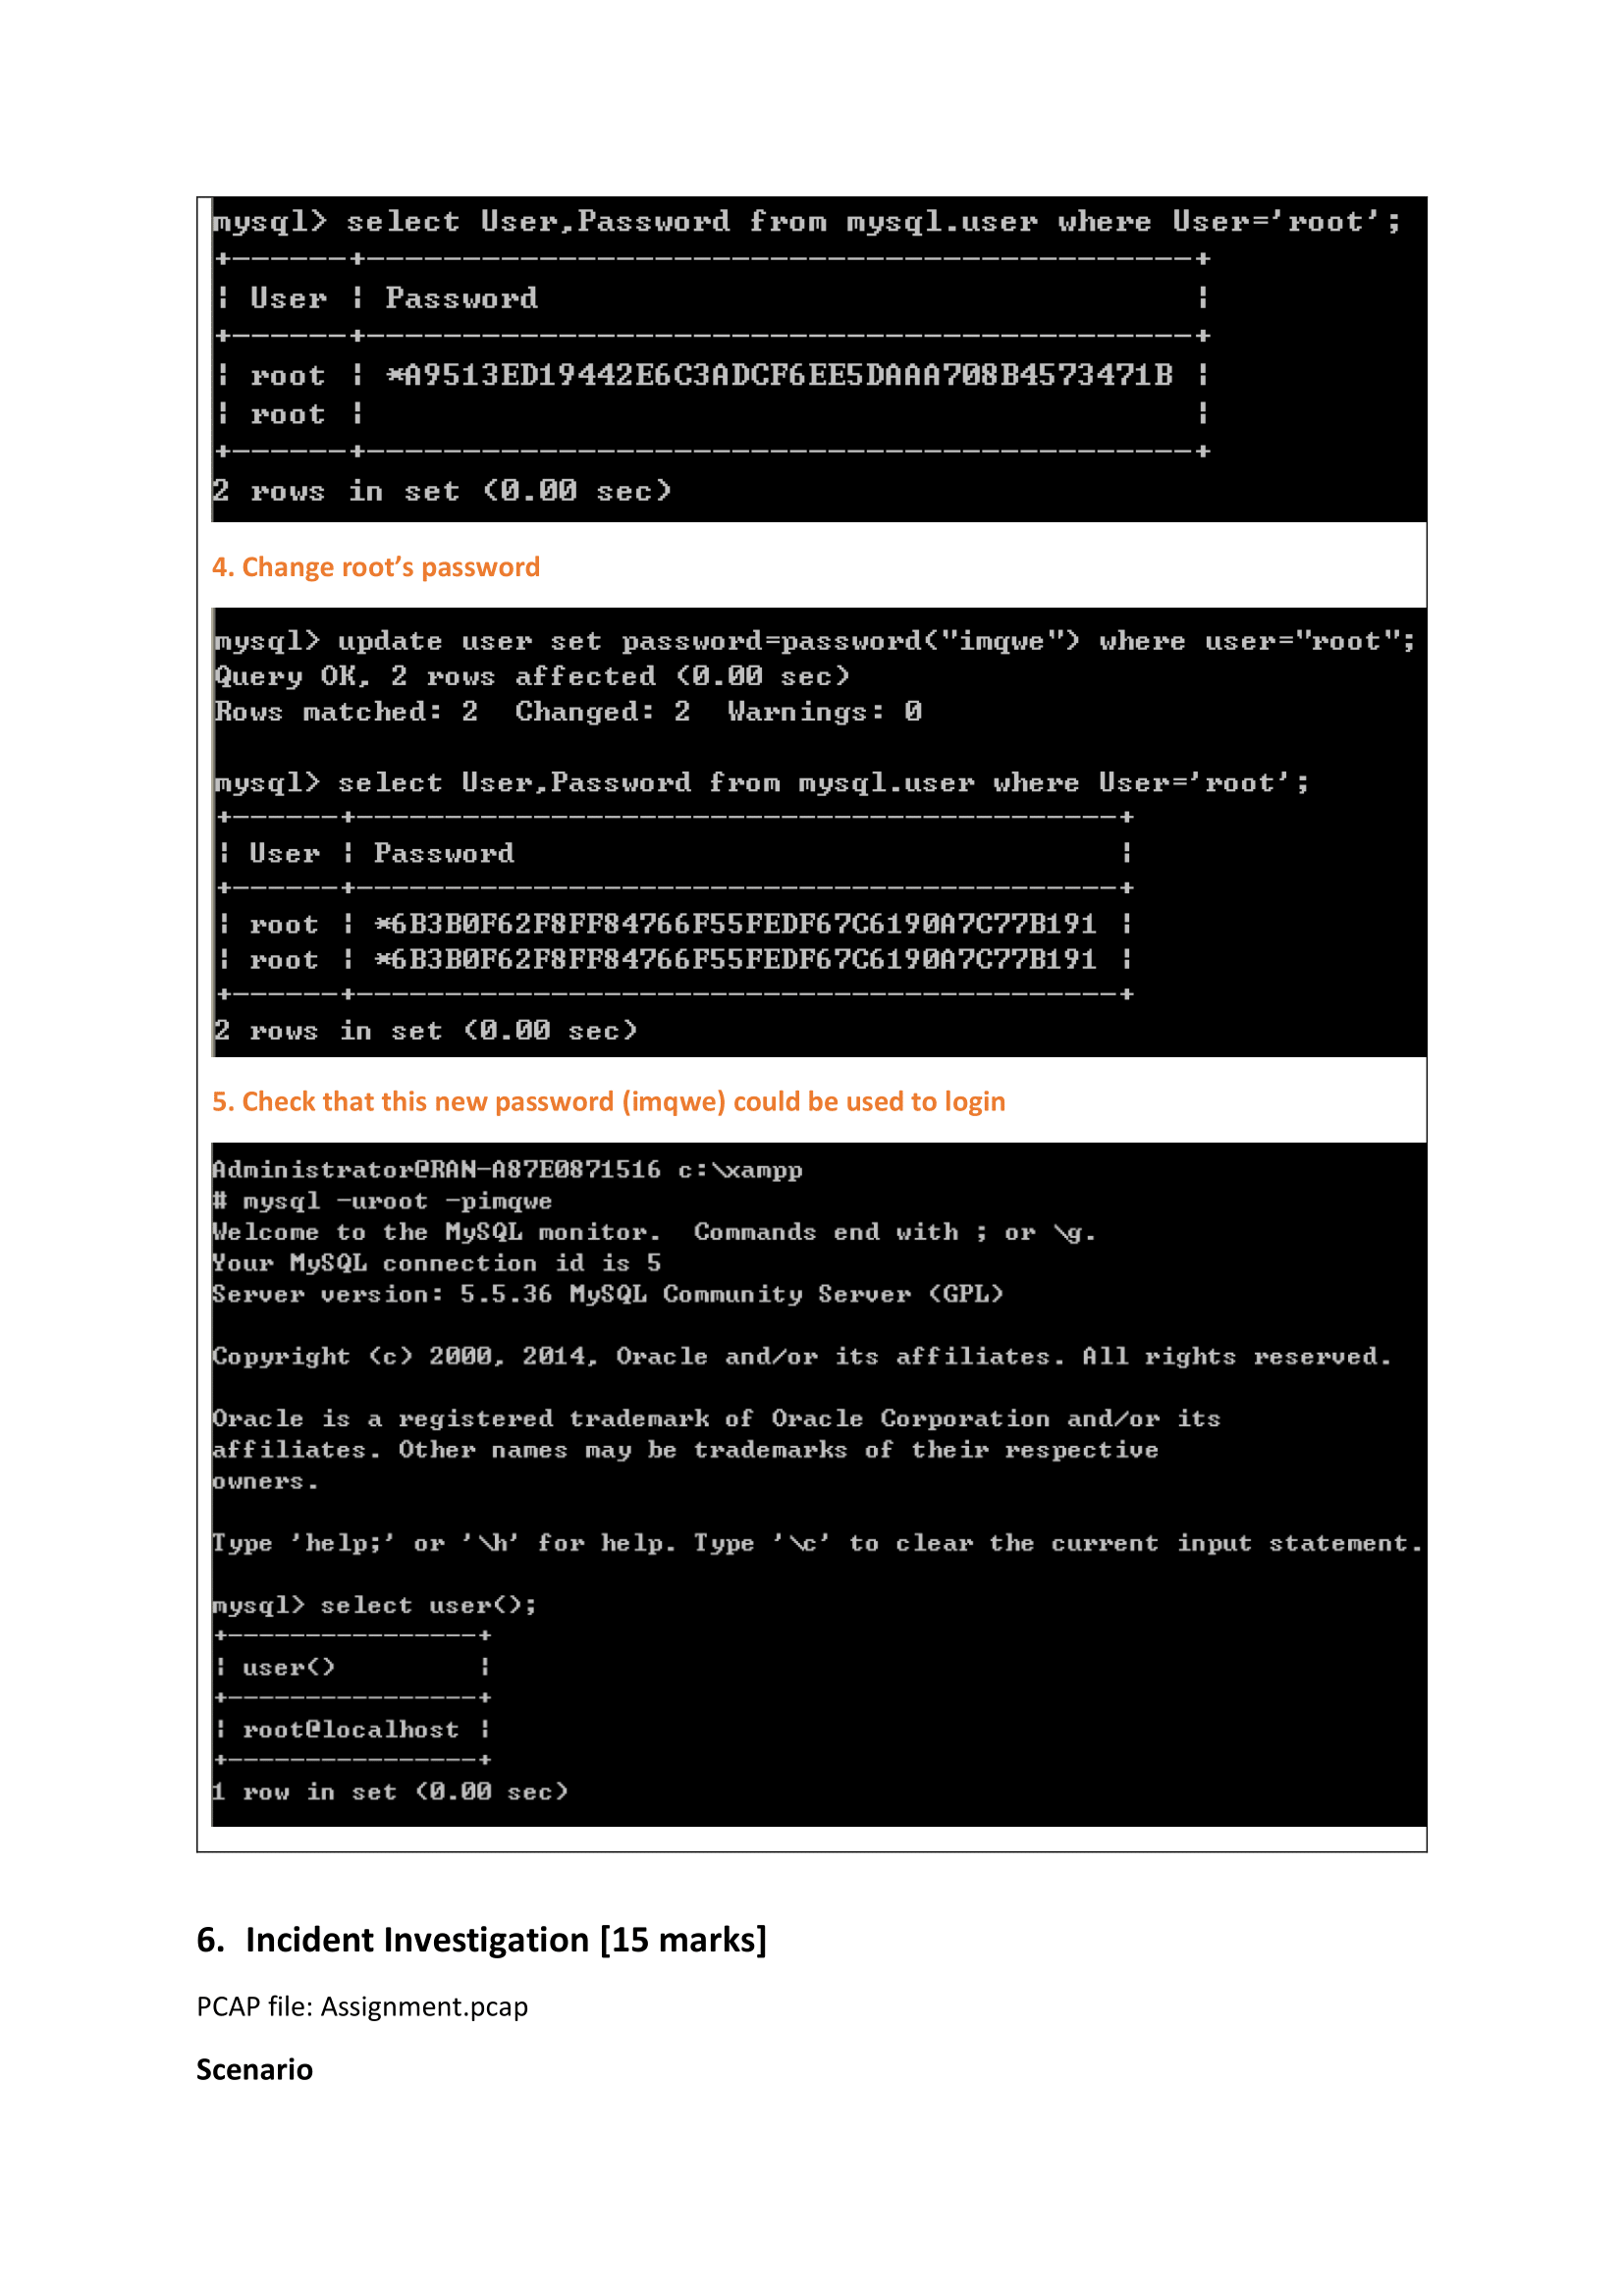 mysql> select User,Password from mysql.user where User='root';
+------+-------------------------------------------+
| User | Password                                  |
+------+-------------------------------------------+
| root | *A9513ED19442E6C3ADCF6EE5DAAA708B4573471B |
| root |                                           |
+------+-------------------------------------------+
2 rows in set (0.00 sec)
4. Change root’s password
mysql> update user set password=password("imqwe") where user="root";
Query OK, 2 rows affected (0.00 sec)
Rows matched: 2  Changed: 2  Warnings: 0
mysql> select User,Password from mysql.user where User='root';
+------+-------------------------------------------+
| User | Password                                  |
+------+-------------------------------------------+
| root | *6B3B0F62F8FF84766F55FEDF67C6190A7C77B191 |
| root | *6B3B0F62F8FF84766F55FEDF67C6190A7C77B191 |
+------+-------------------------------------------+
2 rows in set (0.00 sec)
5. Check that this new password (imqwe) could be used to login
Administrator@RAN-A87E0871516 c:\xampp
# mysql -uroot -pimqwe
Welcome to the MySQL monitor.  Commands end with ; or \g.
Your MySQL connection id is 5
Server version: 5.5.36 MySQL Community Server (GPL)
Copyright (c) 2000, 2014, Oracle and/or its affiliates. All rights reserved.
Oracle is a registered trademark of Oracle Corporation and/or its
affiliates. Other names may be trademarks of their respective
owners.
Type 'help;' or '\h' for help. Type '\c' to clear the current input statement.
mysql> select user();
+----------------+
| user()         |
+----------------+
| root@localhost |
+----------------+
1 row in set (0.00 sec)
6. Incident Investigation [15 marks]
PCAP file: Assignment.pcap
Scenario